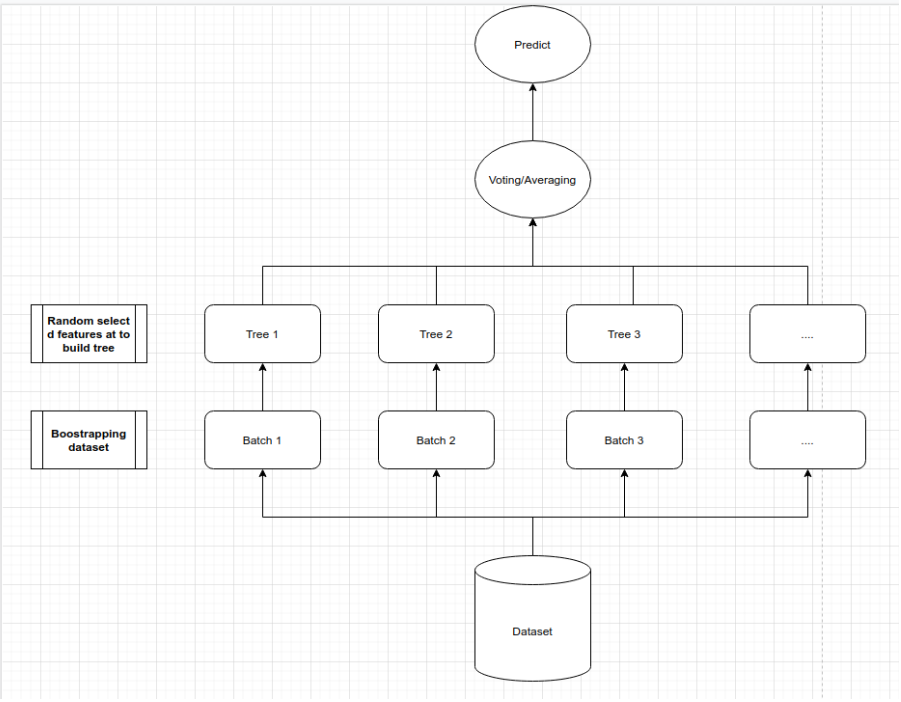 Predict
Voting/Averaging
Random select
d features at to
build tree
Tree 1
Tree 2
Tree 3
....
Boostrapping
dataset
Batch 1
Batch 2
Batch 3
....
Dataset